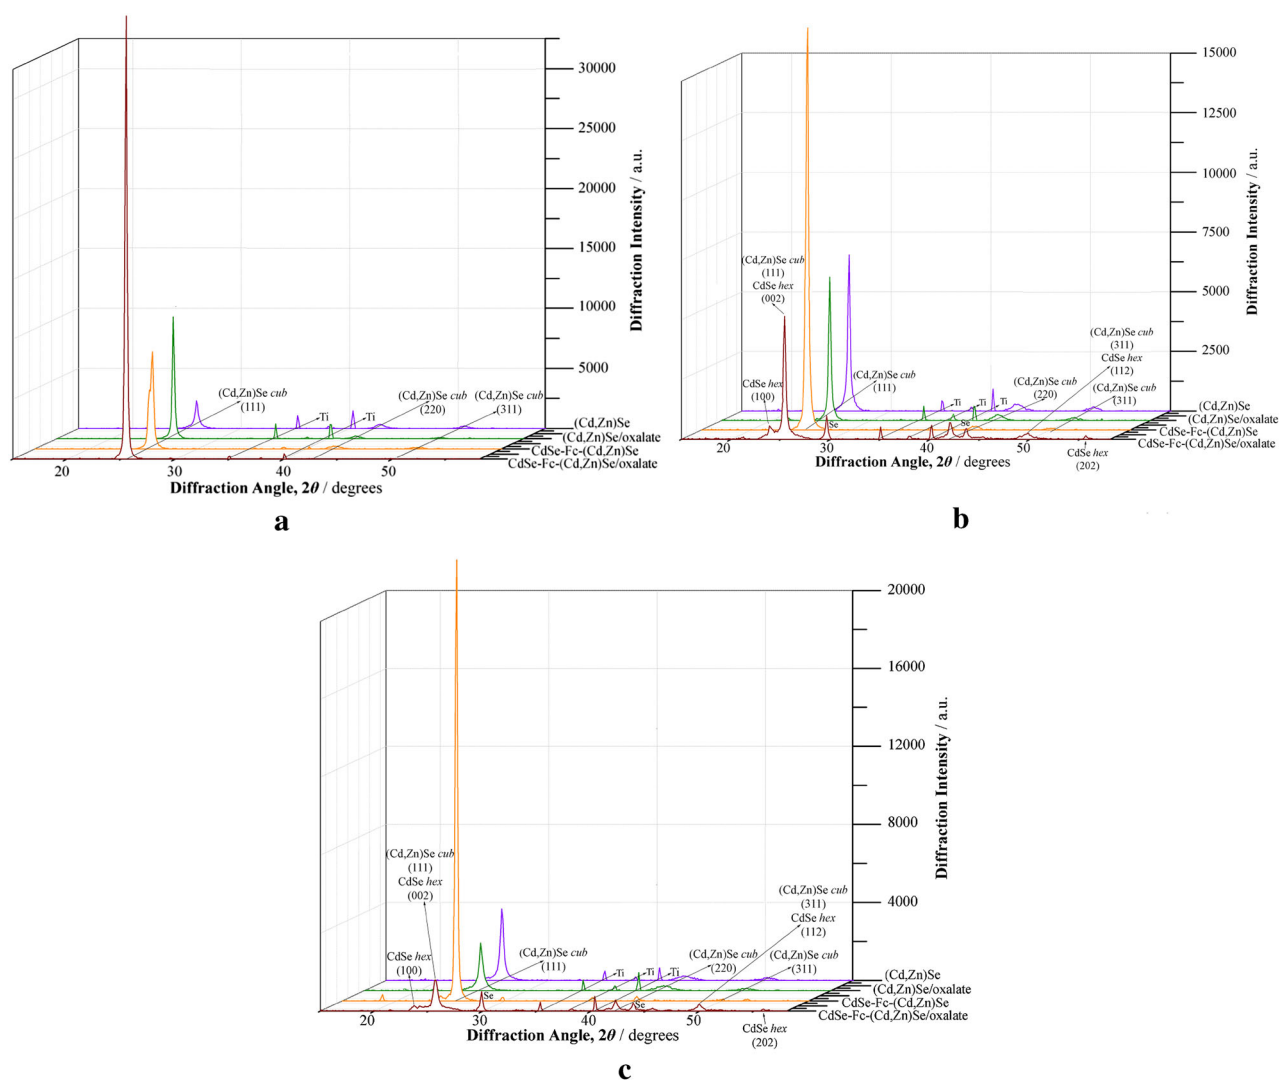 30000
25000
20000
15000
10000
5000
Diffraction Intensity / a.u.
(Cd,Zn)Se cub
(111)
Ti
Ti
(Cd,Zn)Se cub
(220)
(Cd,Zn)Se cub
(311)
(Cd,Zn)Se
(Cd,Zn)Se/oxalate
CdSe-Fc-(Cd,Zn)Se
CdSe-Fc-(Cd,Zn)Se/oxalate
20
30
40
50
Diffraction Angle, 2θ / degrees
a
15000
12500
10000
7500
5000
2500
Diffraction Intensity / a.u.
(Cd,Zn)Se cub
(111)
CdSe hex
(002)
CdSe hex
(100)
(Cd,Zn)Se cub
(111)
Se
Ti
Ti
Ti
Se
(Cd,Zn)Se cub
(220)
(Cd,Zn)Se cub
(311)
CdSe hex
(112)
(Cd,Zn)Se cub
(311)
(Cd,Zn)Se
(Cd,Zn)Se/oxalate
CdSe-Fc-(Cd,Zn)Se
CdSe-Fc-(Cd,Zn)Se/oxalate
CdSe hex
(202)
20
30
40
50
Diffraction Angle, 2θ / degrees
b
20000
16000
12000
8000
4000
Diffraction Intensity / a.u.
(Cd,Zn)Se cub
(111)
CdSe hex
(002)
CdSe hex
(100)
(Cd,Zn)Se cub
(111)
Se
Ti
Ti
Ti
Se
(Cd,Zn)Se cub
(220)
(Cd,Zn)Se cub
(311)
CdSe hex
(112)
(Cd,Zn)Se cub
(311)
(Cd,Zn)Se
(Cd,Zn)Se/oxalate
CdSe-Fc-(Cd,Zn)Se
CdSe-Fc-(Cd,Zn)Se/oxalate
CdSe hex
(202)
20
30
40
50
Diffraction Angle, 2θ / degrees
c